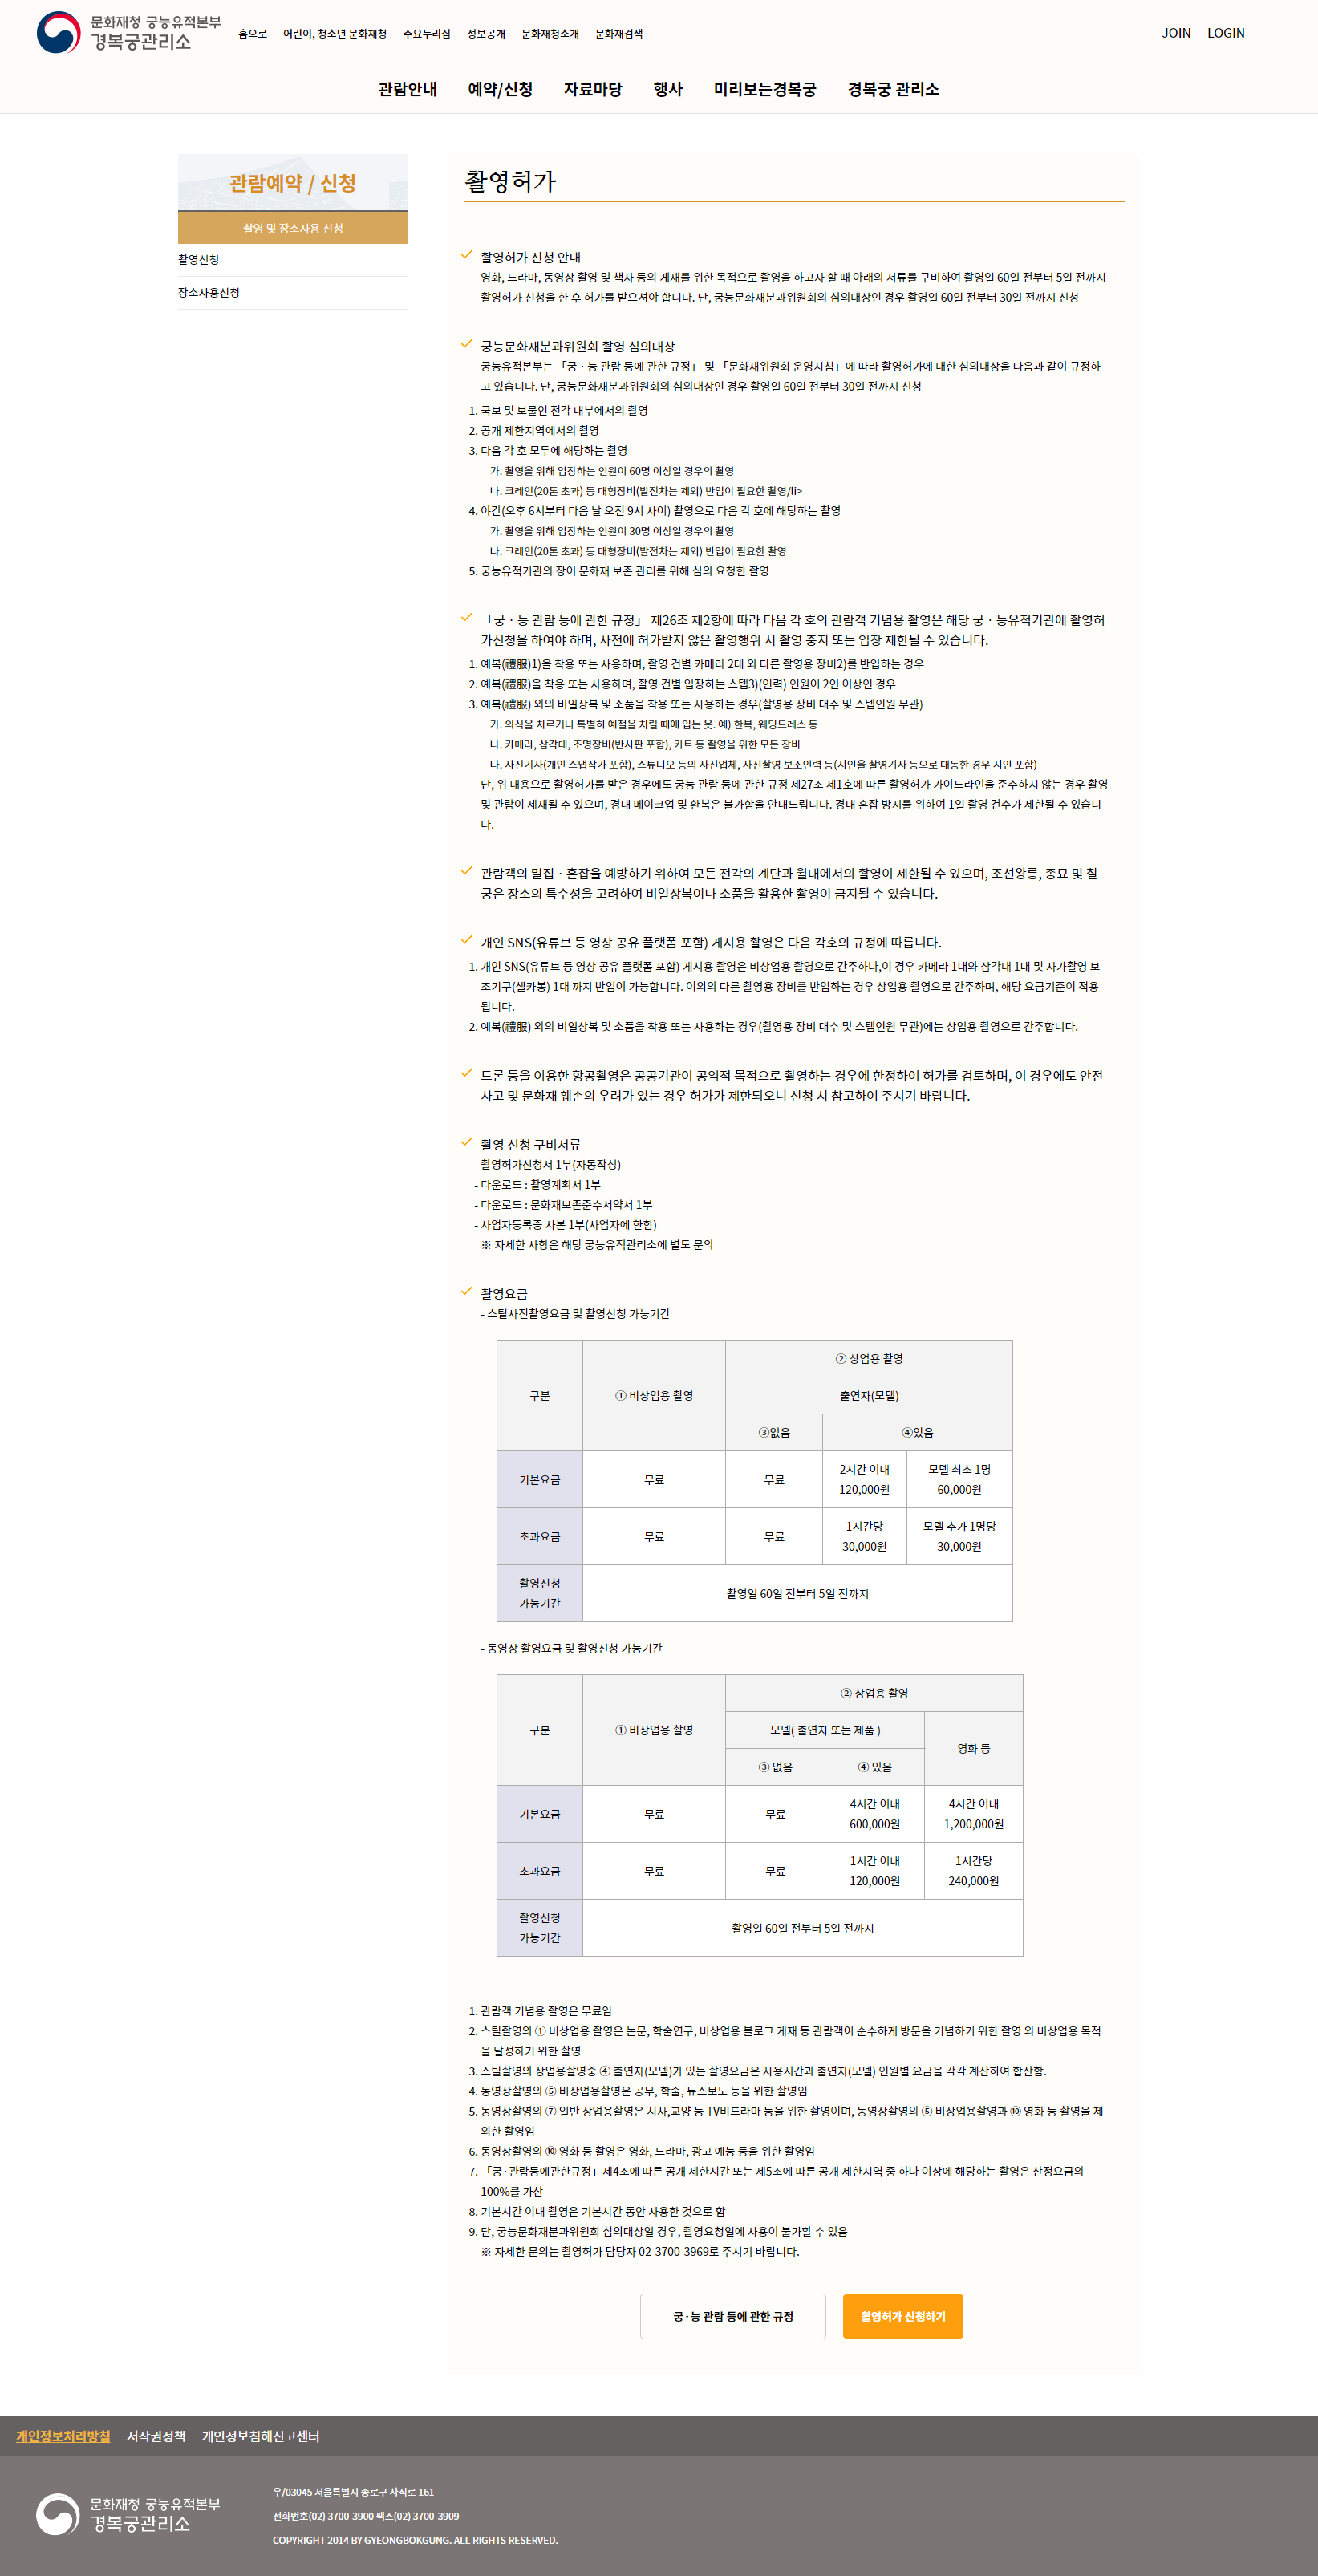 문화재청 궁능유적본부
경복궁관리소
홈으로 어린이, 청소년 문화재청 주요누리집 정보공개 문화재청소개 문화재검색
JOIN LOGIN
관람안내 예약/신청 자료마당 행사 미리보는경복궁 경복궁 관리소
관람예약 / 신청
촬영 및 장소사용 신청
촬영신청
장소사용신청
촬영허가
촬영허가 신청 안내
영화, 드라마, 동영상 촬영 및 책자 등의 게재를 위한 목적으로 촬영을 하고자 할 때 아래의 서류를 구비하여 촬영일 60일 전부터 5일 전까지
촬영허가 신청을 한 후 허가를 받으셔야 합니다. 단, 궁능문화재분과위원회의 심의대상인 경우 촬영일 60일 전부터 30일 전까지 신청
궁능문화재분과위원회 촬영 심의대상
궁능유적본부는 「궁ㆍ능 관람 등에 관한 규정」 및 「문화재위원회 운영지침」에 따라 촬영허가에 대한 심의대상을 다음과 같이 규정하
고 있습니다. 단, 궁능문화재분과위원회의 심의대상인 경우 촬영일 60일 전부터 30일 전까지 신청
1. 국보 및 보물인 전각 내부에서의 촬영
2. 공개 제한지역에서의 촬영
3. 다음 각 호 모두에 해당하는 촬영
가. 촬영을 위해 입장하는 인원이 60명 이상일 경우의 촬영
나. 크레인(20톤 초과) 등 대형장비(발전차는 제외) 반입이 필요한 촬영/li>
4. 야간(오후 6시부터 다음 날 오전 9시 사이) 촬영으로 다음 각 호에 해당하는 촬영
가. 촬영을 위해 입장하는 인원이 30명 이상일 경우의 촬영
나. 크레인(20톤 초과) 등 대형장비(발전차는 제외) 반입이 필요한 촬영
5. 궁능유적기관의 장이 문화재 보존 관리를 위해 심의 요청한 촬영
「궁ㆍ능 관람 등에 관한 규정」 제26조 제2항에 따라 다음 각 호의 관람객 기념용 촬영은 해당 궁ㆍ능유적기관에 촬영허
가신청을 하여야 하며, 사전에 허가받지 않은 촬영행위 시 촬영 중지 또는 입장 제한될 수 있습니다.
1. 예복(禮服)1)을 착용 또는 사용하며, 촬영 건별 카메라 2대 외 다른 촬영용 장비2)를 반입하는 경우
2. 예복(禮服)을 착용 또는 사용하며, 촬영 건별 입장하는 스텝3)(인력) 인원이 2인 이상인 경우
3. 예복(禮服) 외의 비일상복 및 소품을 착용 또는 사용하는 경우(촬영용 장비 대수 및 스텝인원 무관)
가. 의식을 치르거나 특별히 예절을 차릴 때에 입는 옷. 예) 한복, 웨딩드레스 등
나. 카메라, 삼각대, 조명장비(반사판 포함), 카트 등 촬영을 위한 모든 장비
다. 사진기사(개인 스냅작가 포함), 스튜디오 등의 사진업체, 사진촬영 보조인력 등(지인을 촬영기사 등으로 대동한 경우 지인 포함)
단, 위 내용으로 촬영허가를 받은 경우에도 궁능 관람 등에 관한 규정 제27조 제1호에 따른 촬영허가 가이드라인을 준수하지 않는 경우 촬영
및 관람이 제재될 수 있으며, 경내 메이크업 및 환복은 불가함을 안내드립니다. 경내 혼잡 방지를 위하여 1일 촬영 건수가 제한될 수 있습니
다.
관람객의 밀집ㆍ혼잡을 예방하기 위하여 모든 전각의 계단과 월대에서의 촬영이 제한될 수 있으며, 조선왕릉, 종묘 및 칠
궁은 장소의 특수성을 고려하여 비일상복이나 소품을 활용한 촬영이 금지될 수 있습니다.
개인 SNS(유튜브 등 영상 공유 플랫폼 포함) 게시용 촬영은 다음 각호의 규정에 따릅니다.
1. 개인 SNS(유튜브 등 영상 공유 플랫폼 포함) 게시용 촬영은 비상업용 촬영으로 간주하나,이 경우 카메라 1대와 삼각대 1대 및 자가촬영 보
조기구(셀카봉) 1대 까지 반입이 가능합니다. 이외의 다른 촬영용 장비를 반입하는 경우 상업용 촬영으로 간주하며, 해당 요금기준이 적용
됩니다.
2. 예복(禮服) 외의 비일상복 및 소품을 착용 또는 사용하는 경우(촬영용 장비 대수 및 스텝인원 무관)에는 상업용 촬영으로 간주합니다.
드론 등을 이용한 항공촬영은 공공기관이 공익적 목적으로 촬영하는 경우에 한정하여 허가를 검토하며, 이 경우에도 안전
사고 및 문화재 훼손의 우려가 있는 경우 허가가 제한되오니 신청 시 참고하여 주시기 바랍니다.
촬영 신청 구비서류
- 촬영허가신청서 1부(자동작성)
- 다운로드 : 촬영계획서 1부
- 다운로드 : 문화재보존준수서약서 1부
- 사업자등록증 사본 1부(사업자에 한함)
※ 자세한 사항은 해당 궁능유적관리소에 별도 문의
촬영요금
- 스틸사진촬영요금 및 촬영신청 가능기간
구분 ① 비상업용 촬영 ② 상업용 촬영
출연자(모델)
③없음 ④있음
기본요금 무료 무료 2시간 이내 120,000원 모델 최초 1명 60,000원
초과요금 무료 무료 1시간당 30,000원 모델 추가 1명당 30,000원
촬영신청 가능기간 촬영일 60일 전부터 5일 전까지
- 동영상 촬영요금 및 촬영신청 가능기간
구분 ① 비상업용 촬영 ② 상업용 촬영
모델( 출연자 또는 제품 ) 영화 등
③ 없음 ④ 있음
기본요금 무료 무료 4시간 이내 600,000원 4시간 이내 1,200,000원
초과요금 무료 무료 1시간 이내 120,000원 1시간당 240,000원
촬영신청 가능기간 촬영일 60일 전부터 5일 전까지
1. 관람객 기념용 촬영은 무료임
2. 스틸촬영의 ① 비상업용 촬영은 논문, 학술연구, 비상업용 블로그 게재 등 관람객이 순수하게 방문을 기념하기 위한 촬영 외 비상업용 목적
을 달성하기 위한 촬영
3. 스틸촬영의 상업용촬영중 ④ 출연자(모델)가 있는 촬영요금은 사용시간과 출연자(모델) 인원별 요금을 각각 계산하여 합산함.
4. 동영상촬영의 ⑤ 비상업용촬영은 공무, 학술, 뉴스보도 등을 위한 촬영임
5. 동영상촬영의 ⑦ 일반 상업용촬영은 시사,교양 등 TV비드라마 등을 위한 촬영이며, 동영상촬영의 ⑤ 비상업용촬영과 ⑩ 영화 등 촬영을 제
외한 촬영임
6. 동영상촬영의 ⑩ 영화 등 촬영은 영화, 드라마, 광고 예능 등을 위한 촬영임
7. 「궁·관람등에관한규정」제4조에 따른 공개 제한시간 또는 제5조에 따른 공개 제한지역 중 하나 이상에 해당하는 촬영은 산정요금의
100%를 가산
8. 기본시간 이내 촬영은 기본시간 동안 사용한 것으로 함
9. 단, 궁능문화재분과위원회 심의대상일 경우, 촬영요청일에 사용이 불가할 수 있음
※ 자세한 문의는 촬영허가 담당자 02-3700-3969로 주시기 바랍니다.
궁·능 관람 등에 관한 규정 촬영허가 신청하기
개인정보처리방침 저작권정책 개인정보침해신고센터
문화재청 궁능유적본부
경복궁관리소
우/03045 서울특별시 종로구 사직로 161
전화번호(02) 3700-3900 팩스(02) 3700-3909
COPYRIGHT 2014 BY GYEONGBOKGUNG. ALL RIGHTS RESERVED.